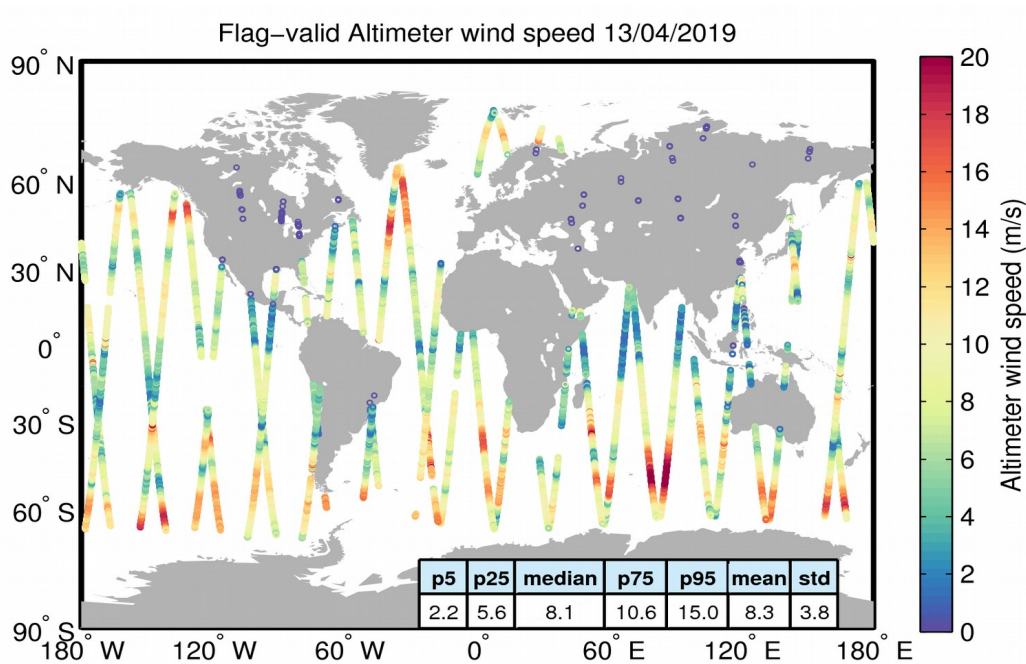 Flag−valid Altimeter wind speed 13/04/2019
90° N
60° N
30° N
0°
30° S
60° S
90° S
180° W
120° W
60° W
0°
60° E
120° E
180° E
p5 p25 median p75 p95 mean std
2.2 5.6 8.1 10.6 15.0 8.3 3.8
20
18
16
14
12
10
8
6
4
2
0
Altimeter wind speed (m/s)